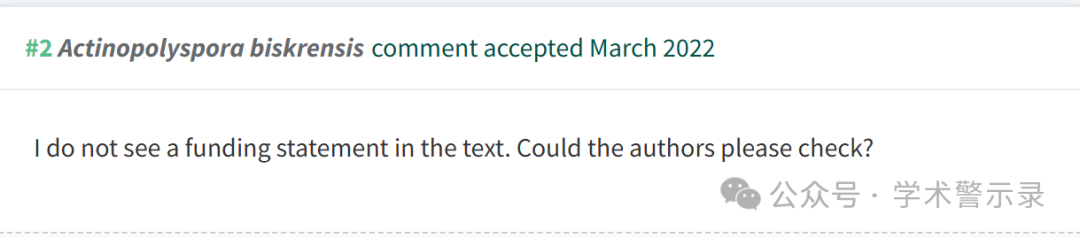 #2 Actinopolyspora biskrensis comment accepted March 2022
I do not see a funding statement in the text. Could the authors please check?
公众号 · 学术警示录